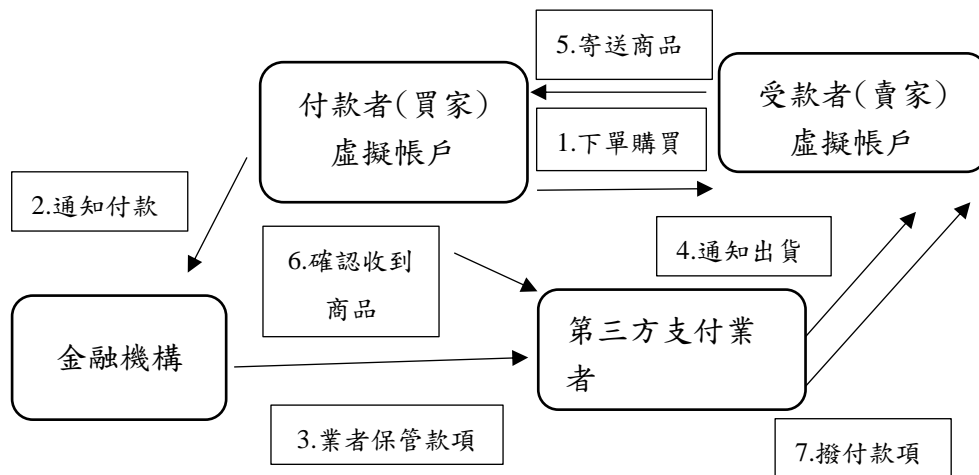 5.寄送商品
付款者(買家)
虛擬帳戶
受款者(賣家)
虛擬帳戶
1.下單購買
2.通知付款
4.通知出貨
6.確認收到
商品
金融機構
第三方支付業
者
3.業者保管款項
7.撥付款項